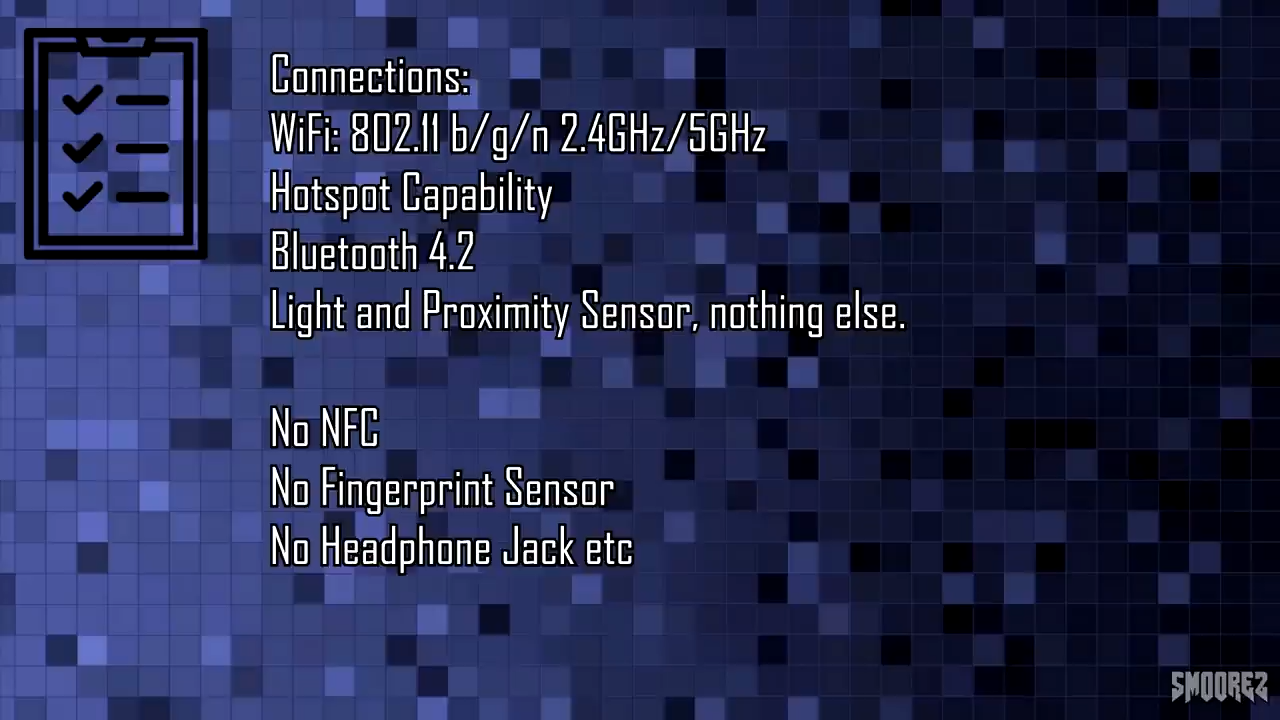 Connections:
WiFi: 802.11 b/g/n 2.4GHz/5GHz
Hotspot Capability
Bluetooth 4.2
Light and Proximity Sensor, nothing else.
No NFC
No Fingerprint Sensor
No Headphone Jack etc
SMOOREZ